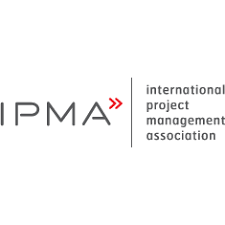 IPMA
international
project
management
association